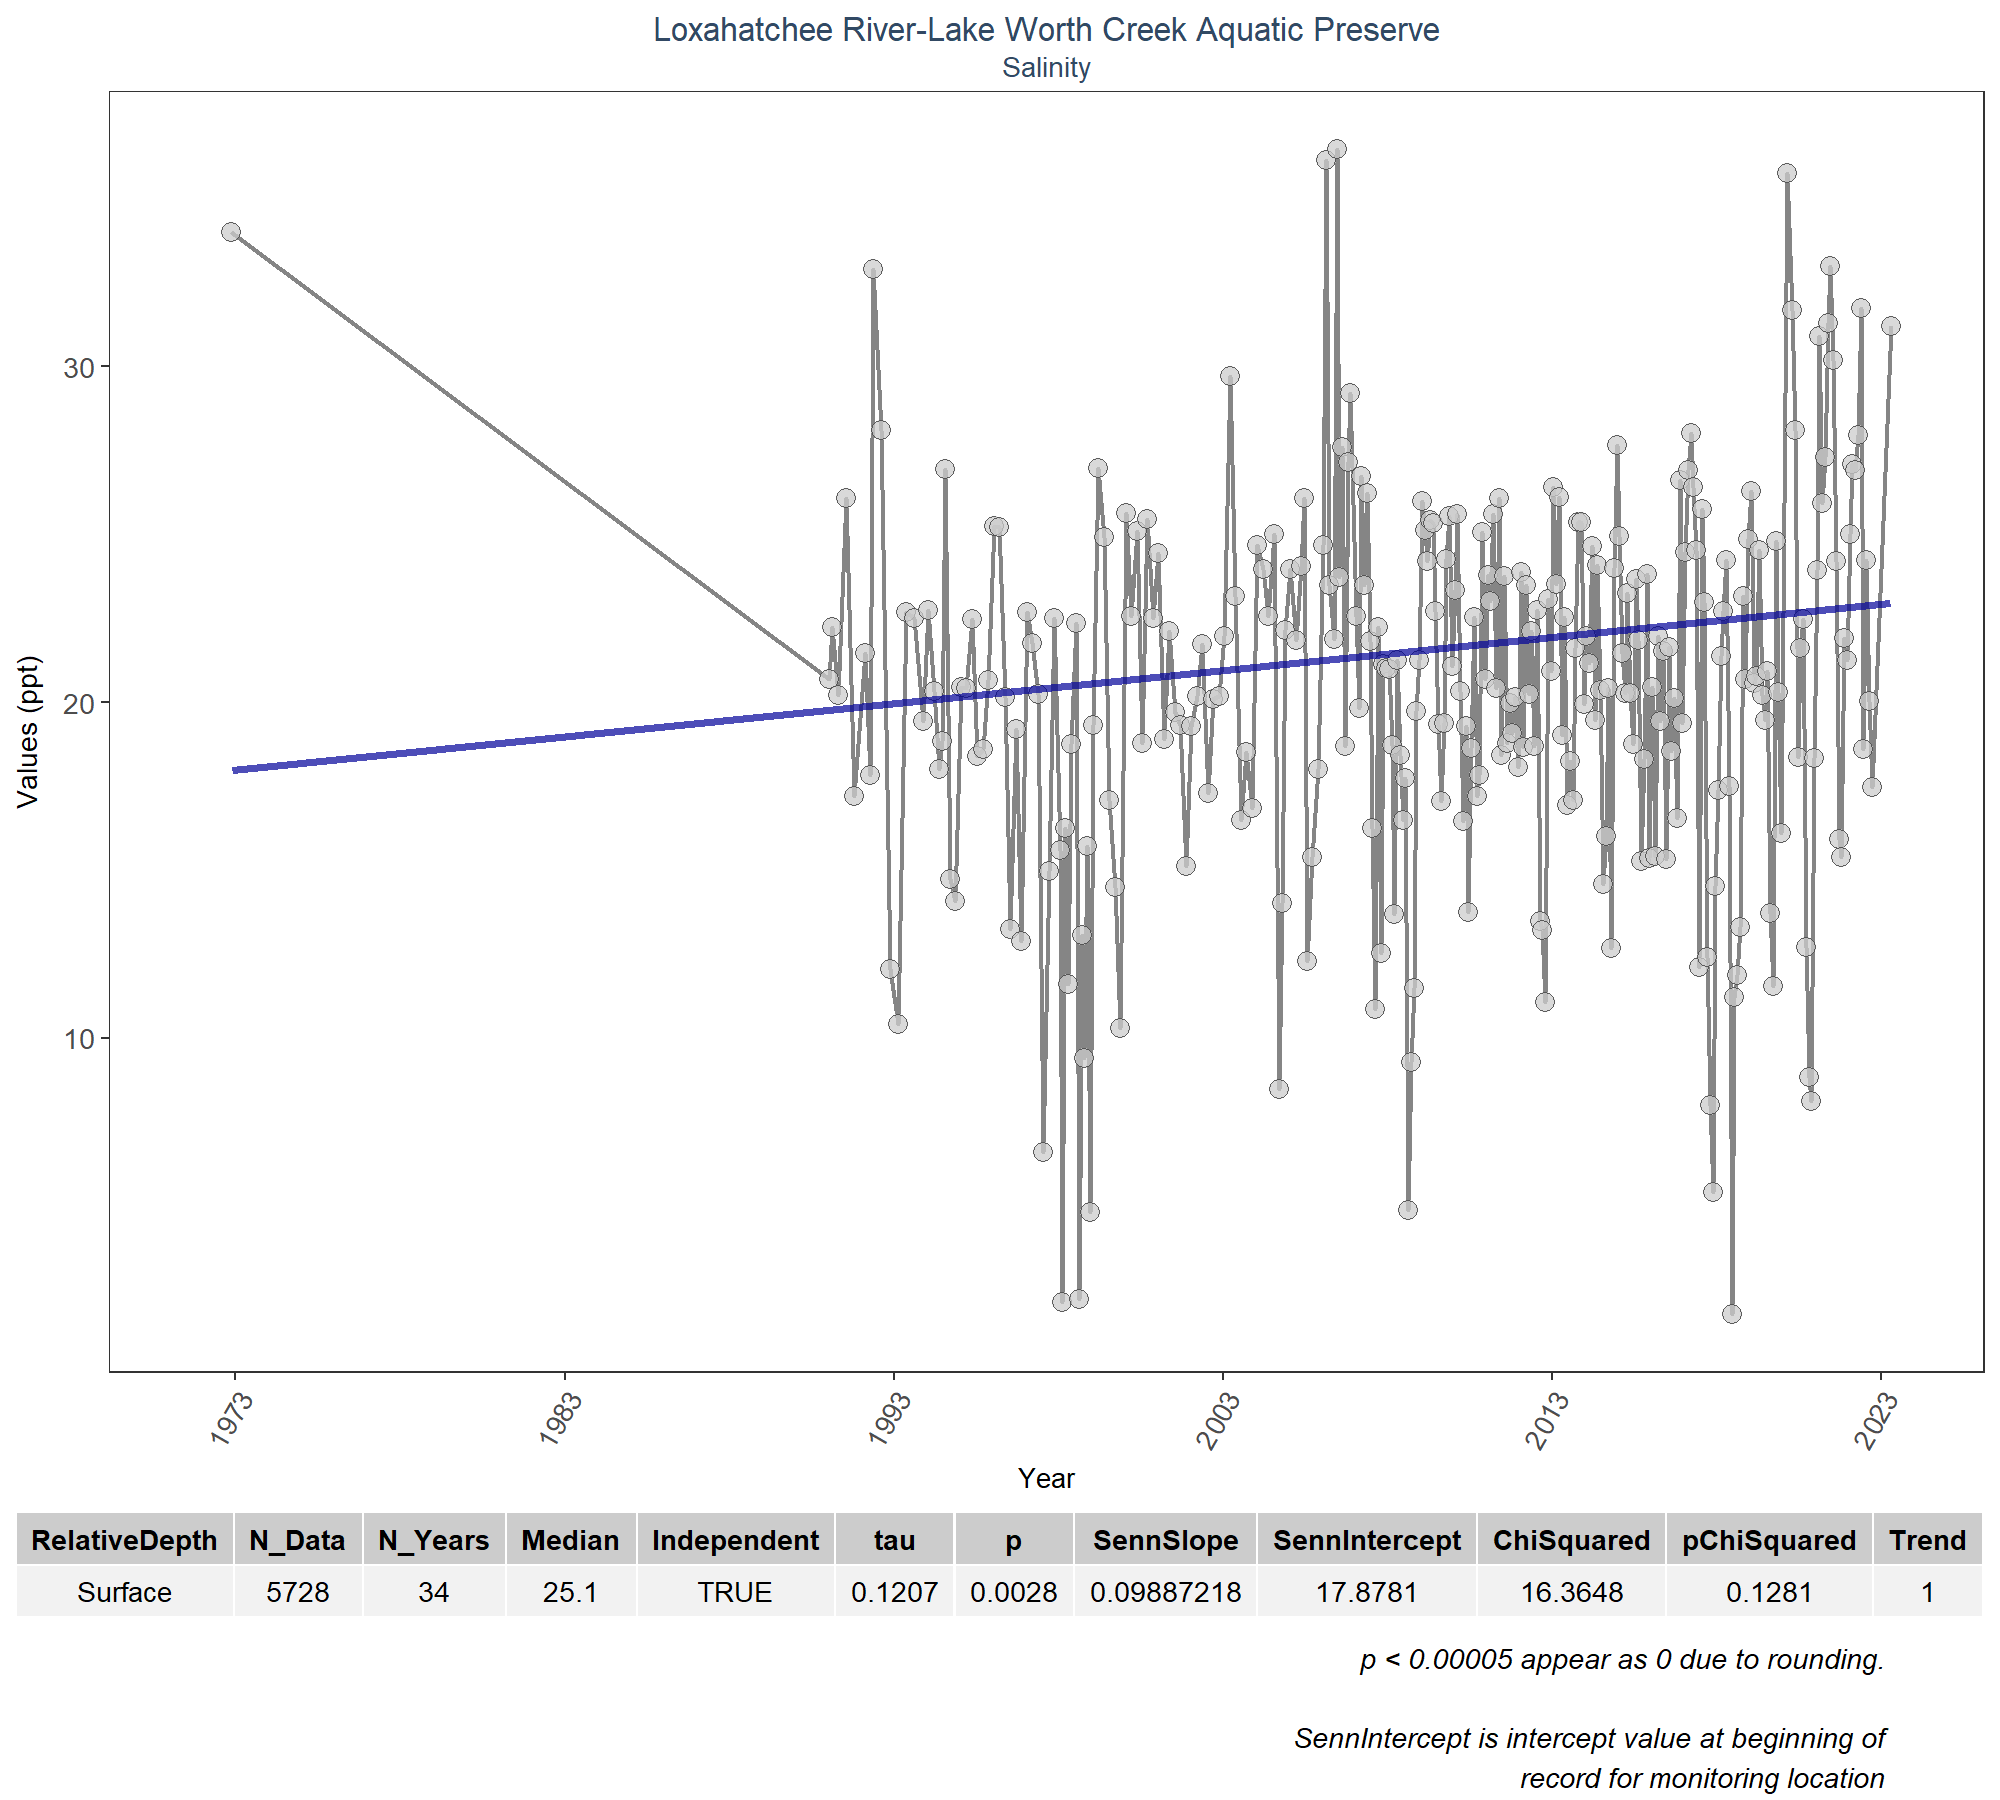 Loxahatchee River-Lake Worth Creek Aquatic Preserve
Salinity
Values (ppt)
30
20
10
1973
1983
1993
2003
2013
2023
Year
RelativeDepth N_Data N_Years Median Independent tau p SennSlope SennIntercept ChiSquared pChiSquared Trend
Surface 5728 34 25.1 TRUE 0.1207 0.0028 0.09887218 17.8781 16.3648 0.1281 1
p < 0.00005 appear as 0 due to rounding.
SennIntercept is intercept value at beginning of
record for monitoring location